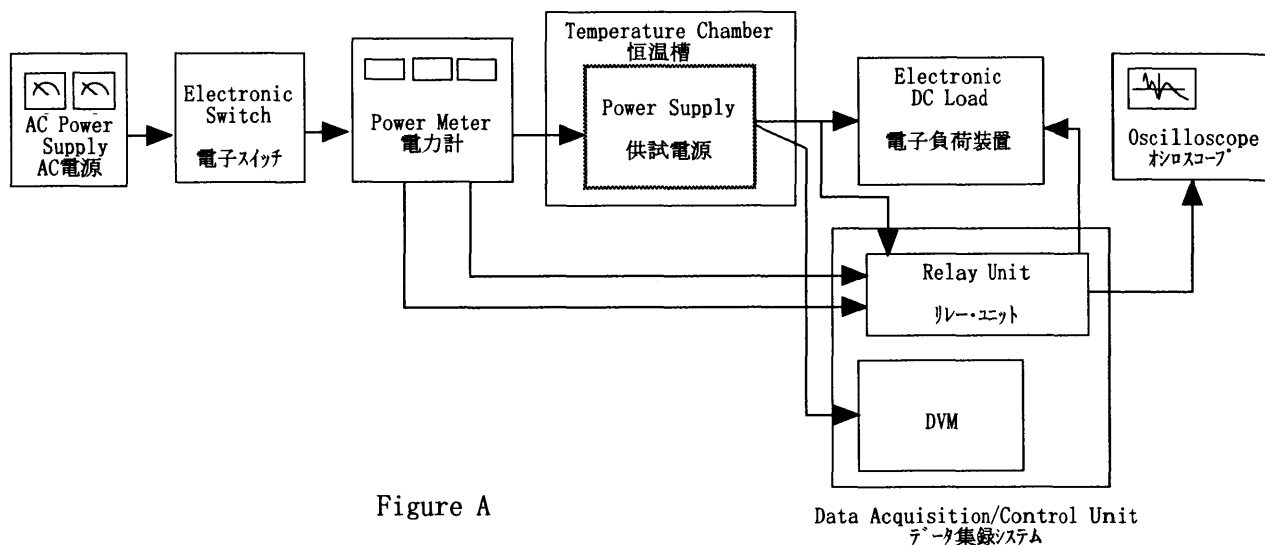 AC Power
Supply
AC電源
Electronic
Switch
電子スイッチ
Power Meter
電力計
Temperature Chamber
恒温槽
Power Supply
供試電源
Electronic
DC Load
電子負荷装置
Oscilloscope
オシロスコープ
Relay Unit
リレー・ユニット
DVM
Data Acquisition/Control Unit
データ集録システム
Figure A